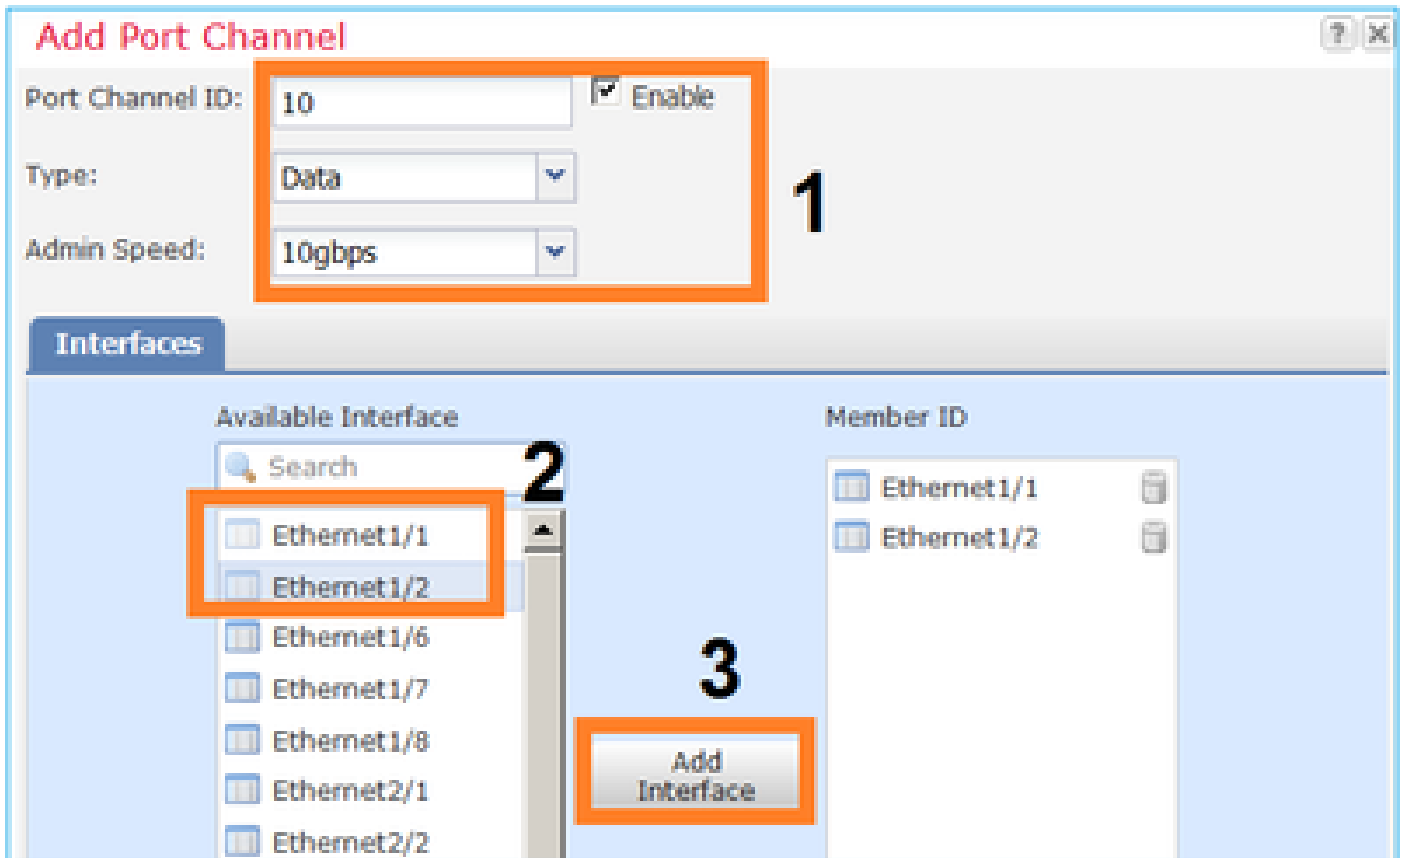 Add Port Channel
? X
Port Channel ID: 10 Enable
Type: Data
1
Admin Speed: 10gbps
Interfaces
Available Interface Member ID
Search
2
Ethernet1/1
Ethernet1/2
Ethernet1/6
Ethernet1/7
Ethernet1/8
Ethernet2/1
Ethernet2/2
3
Add
Interface
Ethernet1/1
Ethernet1/2